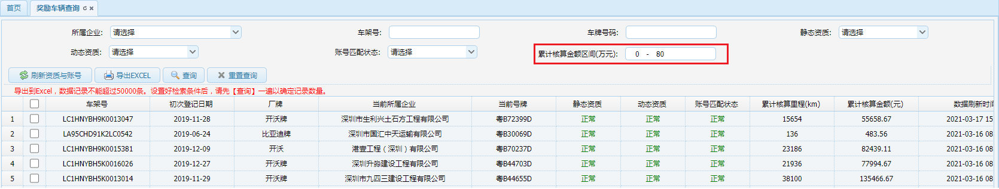 首页 奖励车辆查询
所属企业: 请选择 车架号: 车牌号码: 静态资质: 请选择
动态资质: 请选择 账号匹配状态: 请选择 累计核算金额区间(万元): 0 - 80
刷新资质与账号 导出EXCEL 查询 重置查询
导出到Excel，数据记录不能超过50000条。设置好检索条件后，请先【查询】一遍以确定记录数量。
车架号 初次登记日期 厂牌 当前所属企业 当前号牌 静态资质 动态资质 账号匹配状态 累计核算里程(km) 累计核算金额(元) 数据刷新时间
1 LC1HNYBH9K0013047 2019-11-28 开沃牌 深圳市生利兴土石方工程有限公司 粤B72399D 正常 正常 正常 15654 55658.67 2021-03-17 15
2 LA95CHD91K2LC0542 2019-06-24 比亚迪牌 深圳市国汇中天运输有限公司 粤B30069D 正常 正常 正常 136 483.56 2021-03-16 08
3 LC1HNYBH9K0015381 2019-12-09 开沃 港壹工程（深圳）有限公司 粤B70237D 正常 正常 正常 23186 82439.11 2021-03-16 08
4 LC1HNYBH5K0016026 2019-12-27 开沃牌 深圳升淼建设工程有限公司 粤B44703D 正常 正常 正常 21936 77994.67 2021-03-16 08
5 LC1HNYBH5K0013014 2019-11-29 开沃牌 深圳市九四三建设工程有限公司 粤B44655D 正常 正常 正常 38100 135466.67 2021-03-16 08